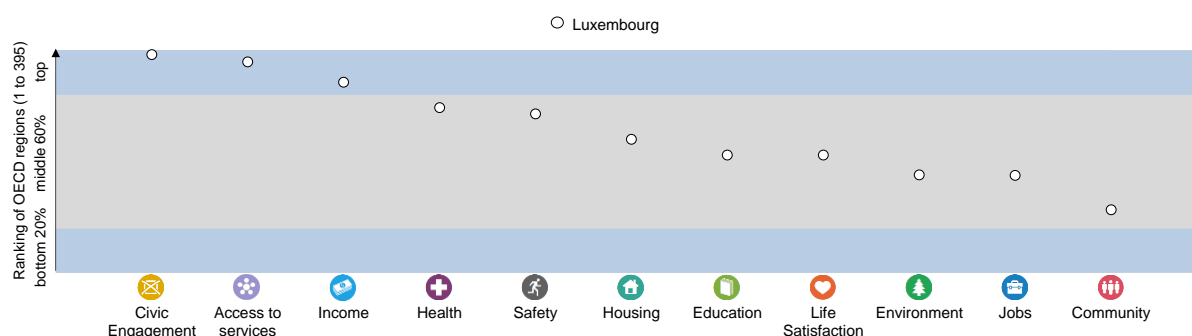 Luxembourg
Ranking of OECD regions (1 to 395)
bottom 20% middle 60% top
Civic
Engagement
Access to
services
Income
Health
Safety
Housing
Education
Life
Satisfaction
Environment
Jobs
Community